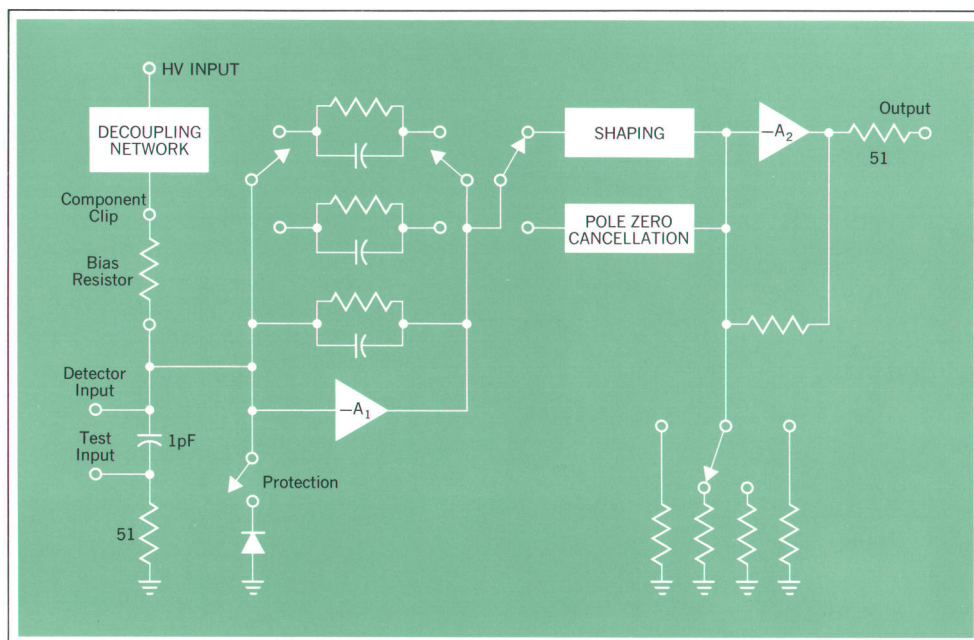 HV INPUT
DECOUPLING
NETWORK
Component
Clip
Bias
Resistor
Detector
Input
Test
Input
1pF
51
Protection
—A₁
SHAPING
POLE ZERO
CANCELLATION
—A₂
Output
51